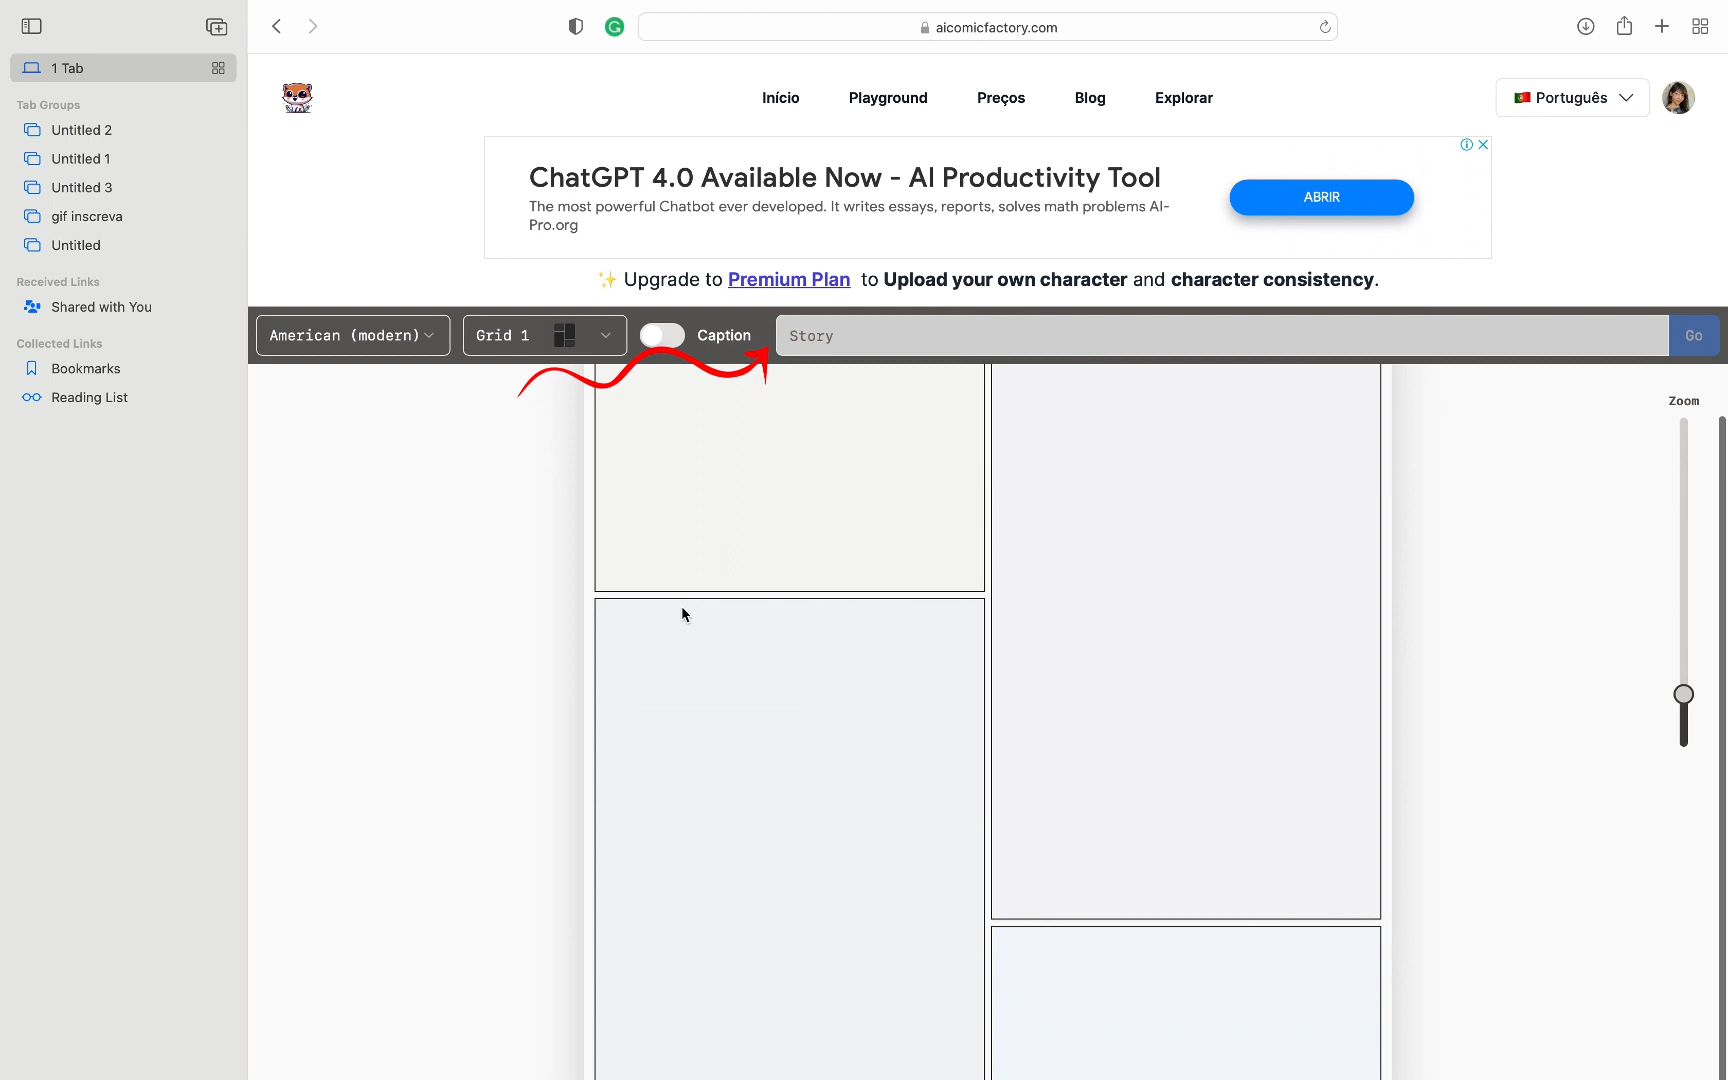 aicomicfactory.com
1 Tab
Tab Groups
Untitled 2
Untitled 1
Untitled 3
gif inscreva
Untitled
Received Links
Shared with You
Collected Links
Bookmarks
Reading List
Início Playground Preços Blog Explorar
Português
ChatGPT 4.0 Available Now - AI Productivity Tool
The most powerful Chatbot ever developed. It writes essays, reports, solves math problems AI-
Pro.org
ABRIR
✨ Upgrade to Premium Plan to Upload your own character and character consistency.
American (modern) Grid 1 Caption Story Go
Zoom